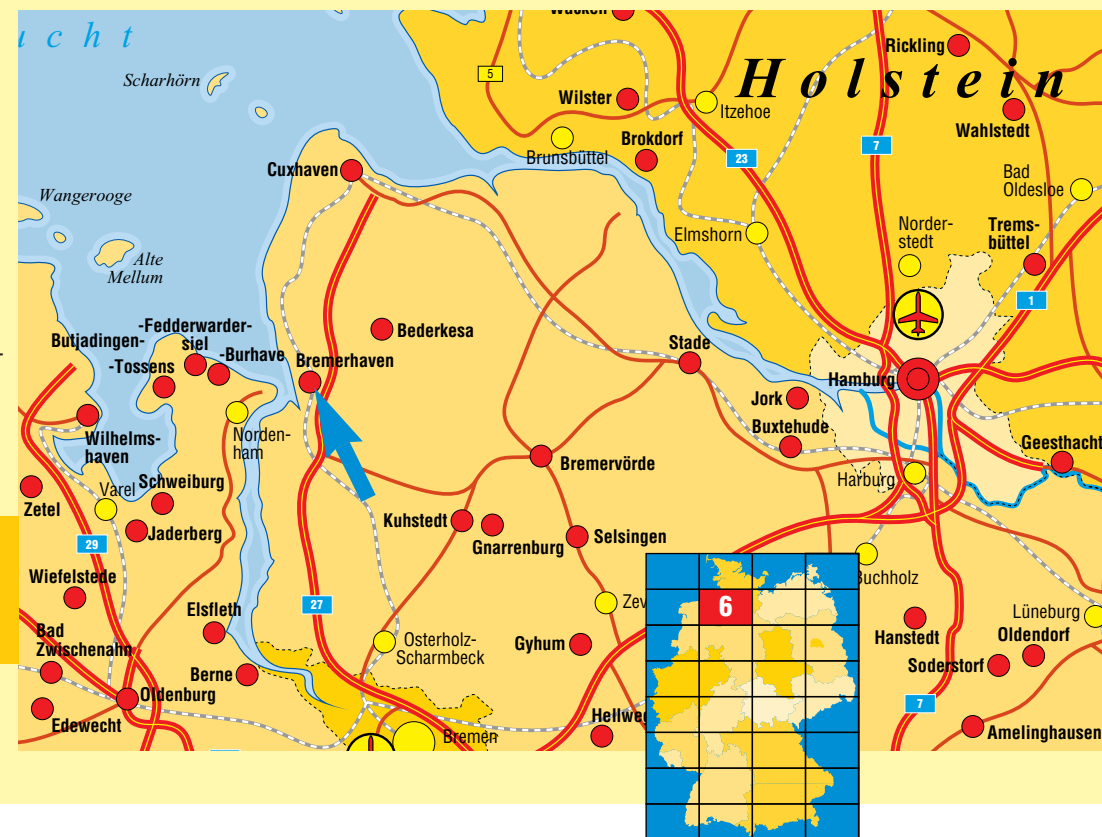 ucht
Scharhörn
Wacken
5
Rickling
Holstein
Wilster
Itzehoe
Wahlstedt
Brokdorf
Brunsbüttel
23
7
Cuxhaven
Bad
Oldesloe
Wangerooge
Elmshorn
Norder-
stedt
Trems-
büttel
Alte
Mellum
1
-Fedderwarder-
siel
Butjadingen-
-Burhave
-Tossens
Bederkesa
Bremerhaven
Stade
Hamburg
Jork
Buxtehude
Wilhelms-
haven
Norden-
ham
Geesthacht
Bremervörde
Harburg
Varel
Schweiburg
Zetel
Jaderberg
Kuhstedt
Gnarrenburg
Selsingen
29
Buchholz
Wiefelstede
27
6
Zev
Elsfleth
Lüneburg
Hanstedt
Oldendorf
Bad
Zwischenahn
Osterholz-
Scharmbeck
Gyhum
Soderstorf
Berne
Oldenburg
7
Edewecht
Hellweg
Bremen
Amelinghausen